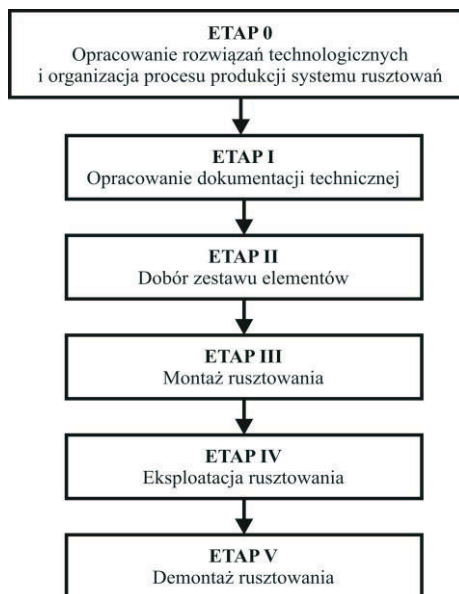 ETAP 0
Opracowanie rozwiązań technologicznych
i organizacja procesu produkcji systemu rusztowań
ETAP I
Opracowanie dokumentacji technicznej
ETAP II
Dobór zestawu elementów
ETAP III
Montaż rusztowania
ETAP IV
Eksploatacja rusztowania
ETAP V
Demontaż rusztowania